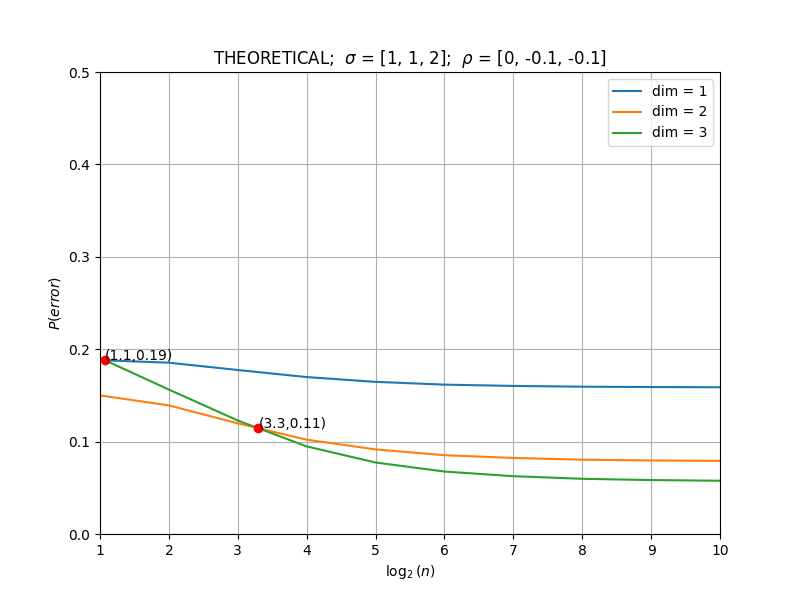 THEORETICAL; σ = [1, 1, 2]; ρ = [0, -0.1, -0.1]
dim = 1
dim = 2
dim = 3
P(error)
0.5
0.4
0.3
0.2
0.1
0.0
(1.1,0.19)
(3.3,0.11)
1 2 3 4 5 6 7 8 9 10
log₂(n)